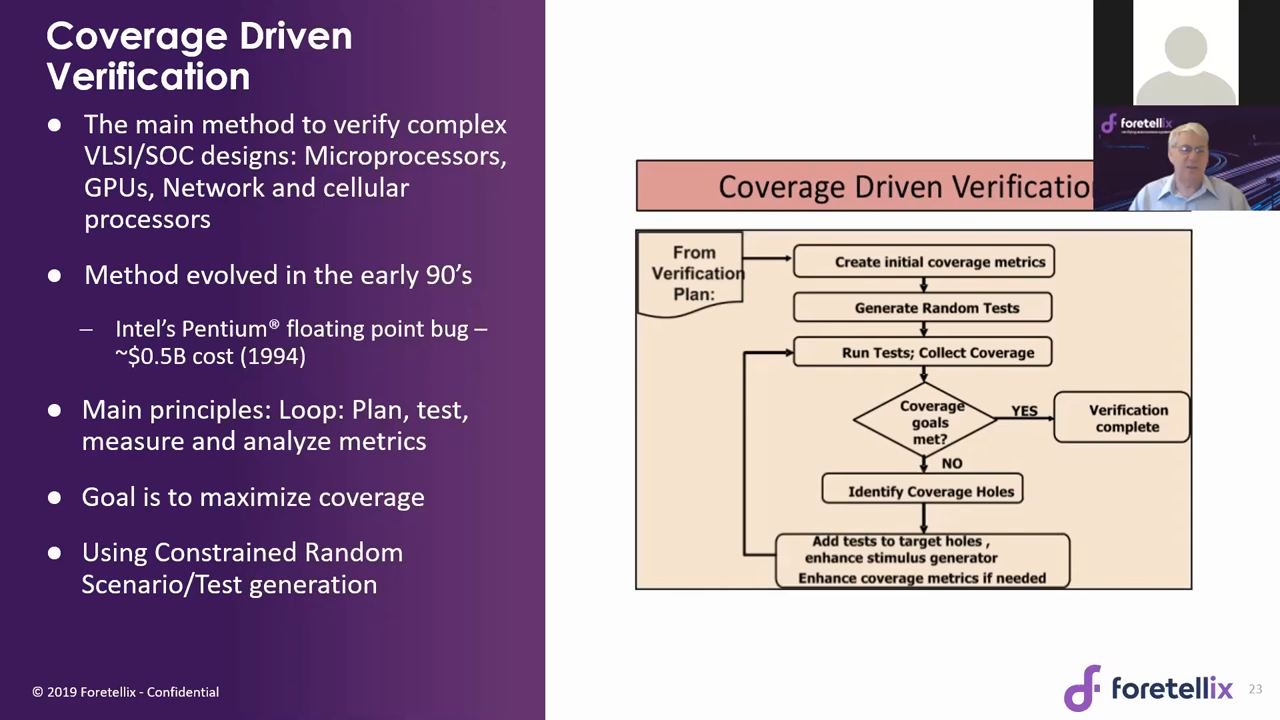 Coverage Driven
Verification
● The main method to verify complex
VLSI/SOC designs: Microprocessors,
GPUs, Network and cellular
processors
● Method evolved in the early 90’s
– Intel’s Pentium® floating point bug –
~$0.5B cost (1994)
● Main principles: Loop: Plan, test,
measure and analyze metrics
● Goal is to maximize coverage
● Using Constrained Random
Scenario/Test generation
© 2019 Foretellix - Confidential
Coverage Driven Verificatio
From
Verification
Plan:
Create initial coverage metrics
Generate Random Tests
Run Tests; Collect Coverage
Coverage
goals
met?
YES
Verification
complete
NO
Identify Coverage Holes
Add tests to target holes ,
enhance stimulus generator
Enhance coverage metrics if needed
foretellix
foretellix
23